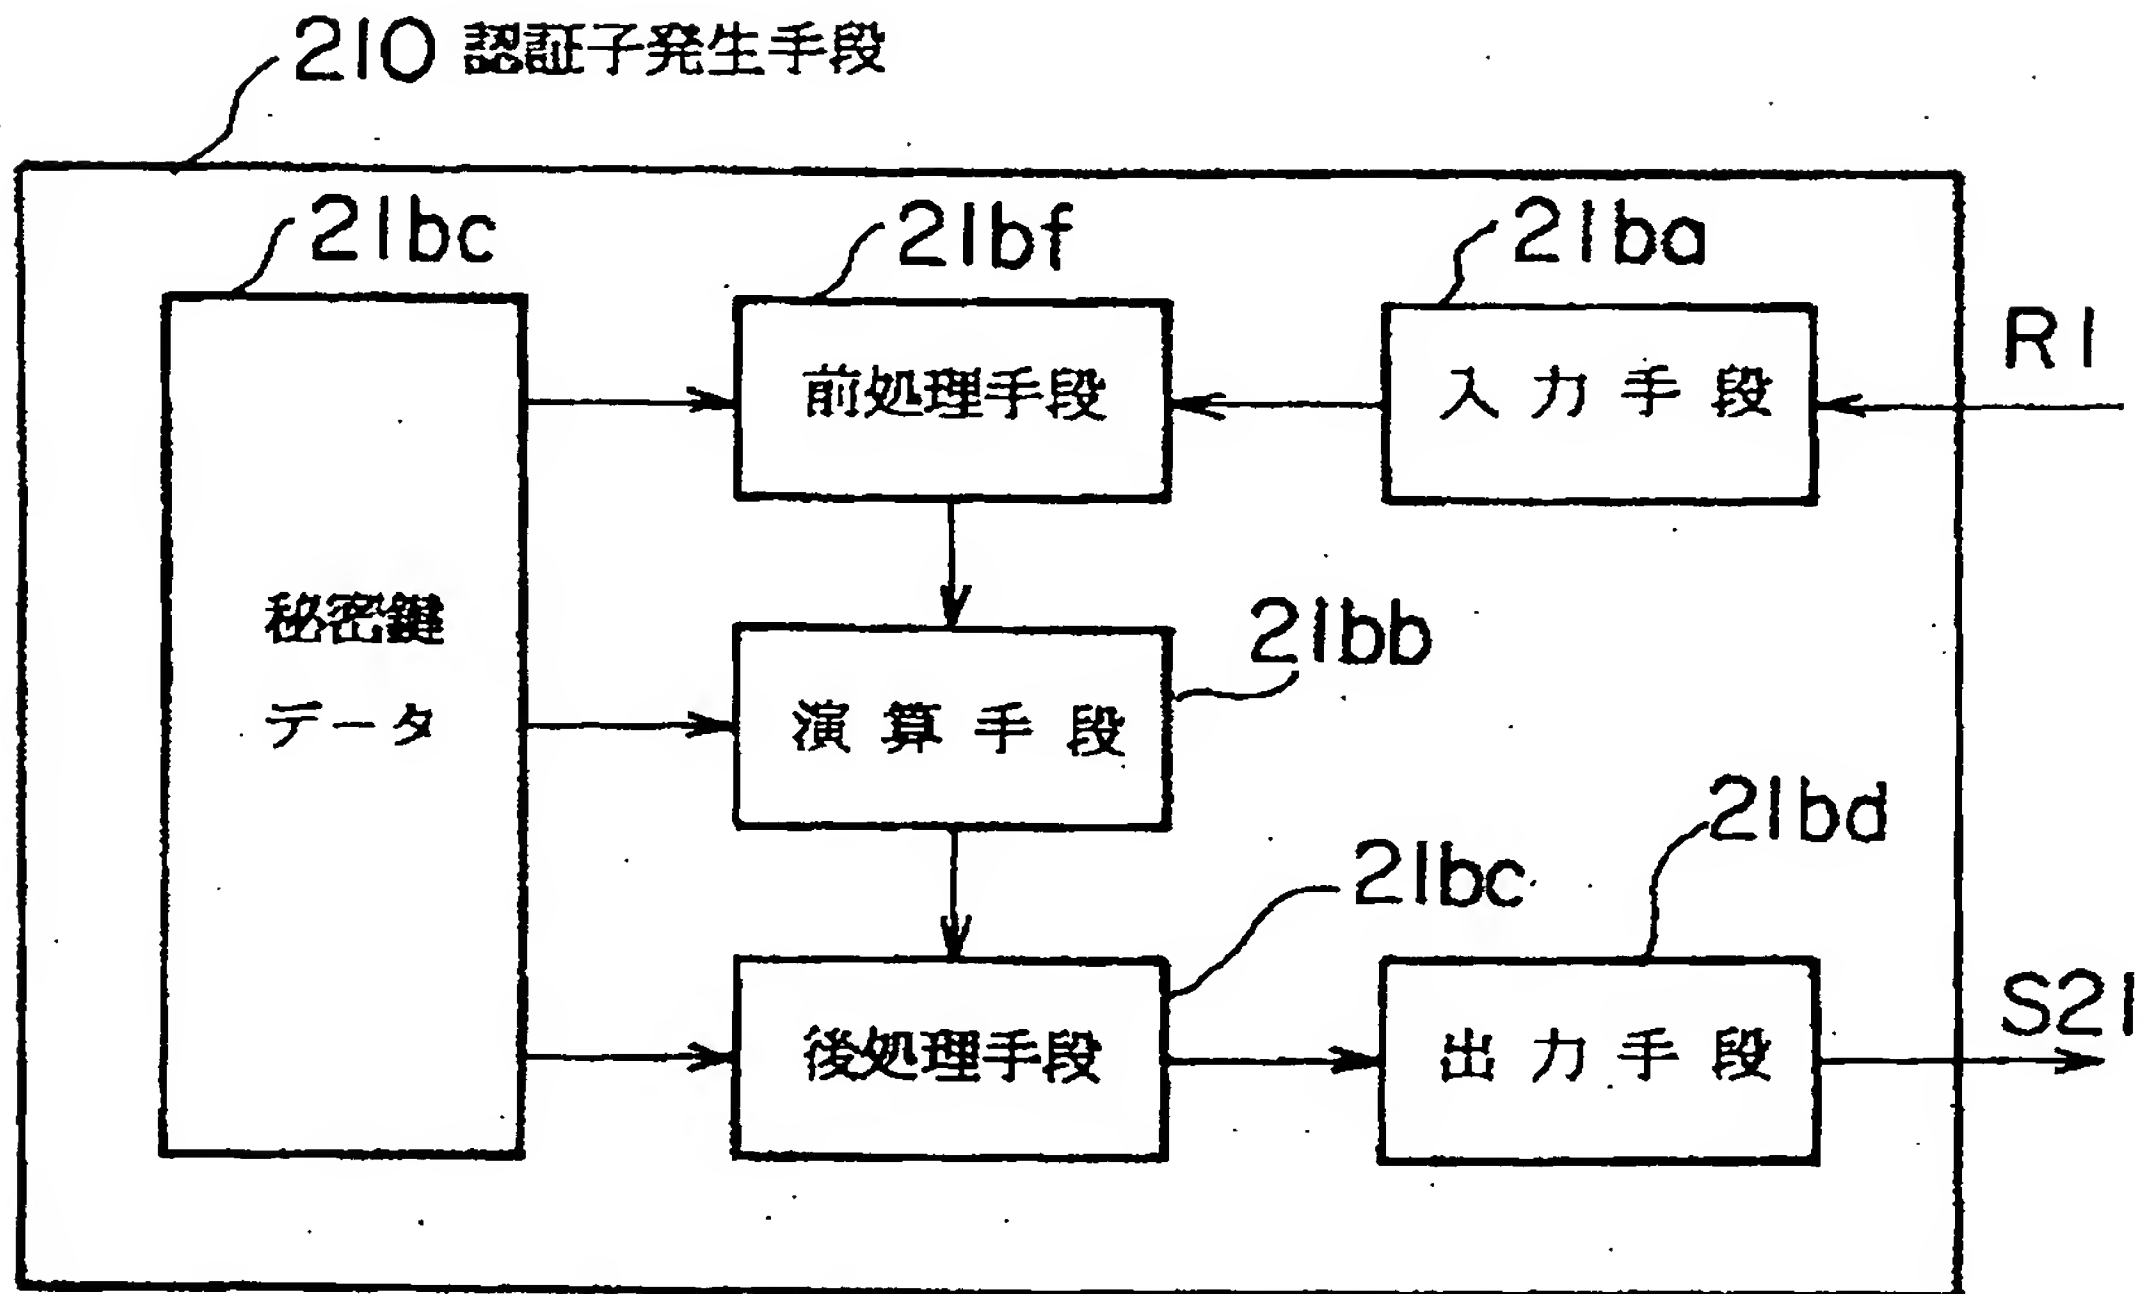 210 認証子発生手段
21bc
21bf
21ba
R1
前処理手段
入力手段
秘密鍵
データ
21bb
演算手段
21bd
21bc
S21
後処理手段
出力手段